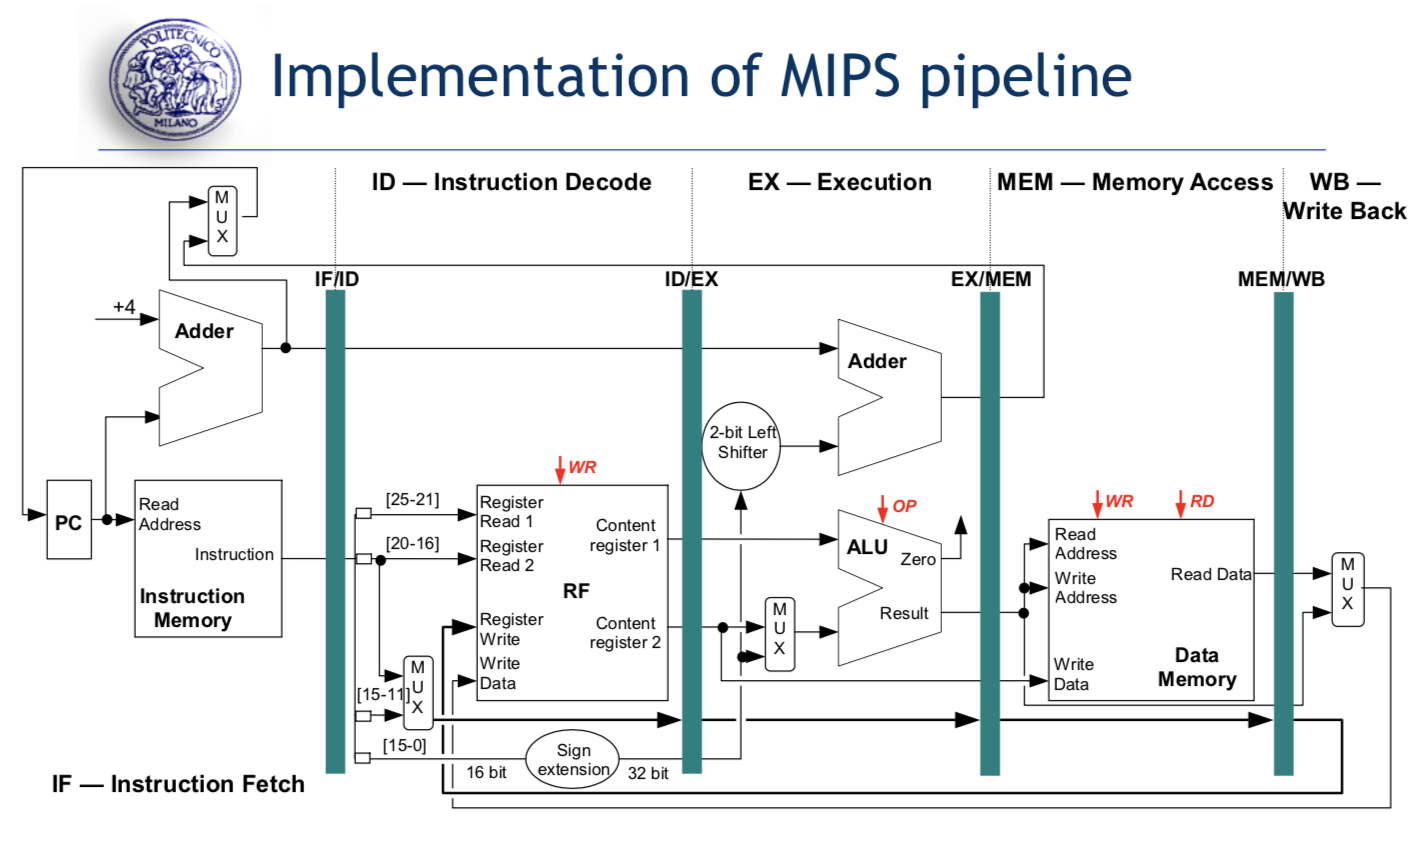 POLITECNICO
MILANO
Implementation of MIPS pipeline
ID — Instruction Decode
EX — Execution
MEM — Memory Access
WB —
Write Back
M
U
X
IF/ID
ID/EX
EX/MEM
MEM/WB
+4
Adder
Adder
2-bit Left
Shifter
PC
Read
Address
Instruction
Instruction
Memory
[25-21]
[20-16]
[15-11]
[15-0]
M
U
X
WR
Register
Read 1
Register
Read 2
RF
Register
Write
Write
Data
Content
register 1
Content
register 2
16 bit
Sign
extension
32 bit
M
U
X
OP
ALU
Zero
Result
WR
RD
Read
Address
Write
Address
Read Data
Write
Data
Data
Memory
M
U
X
IF — Instruction Fetch